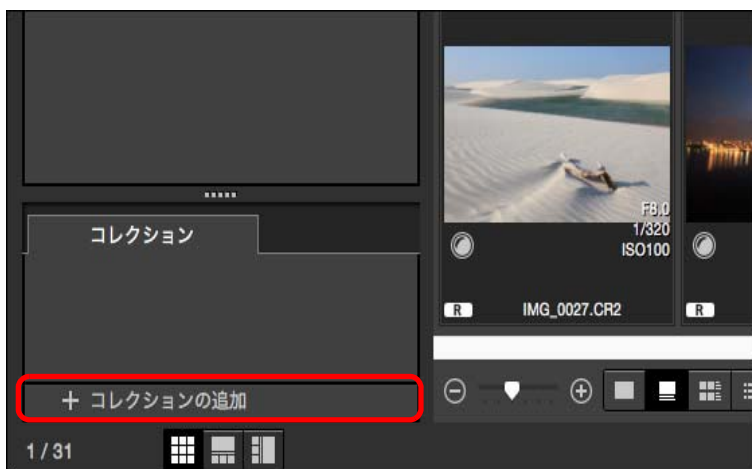 コレクション
+ コレクションの追加
1 / 31
F8.0
1/320
ISO100
R IMG_0027.CR2
R